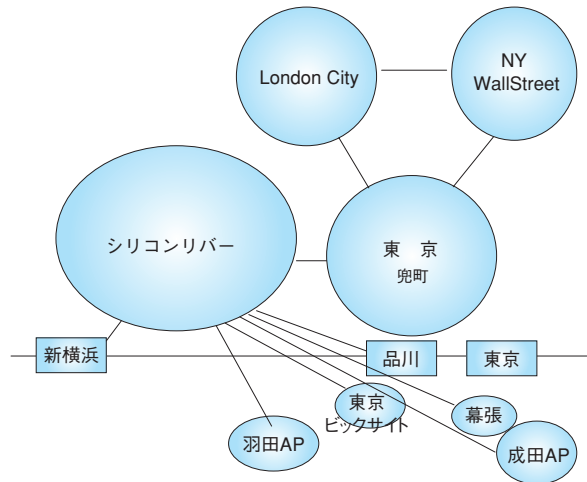 London City
NY
WallStreet
シリコンリバー
東　京
兜町
新横浜
品川
東京
東京
ビックサイト
幕張
羽田AP
成田AP